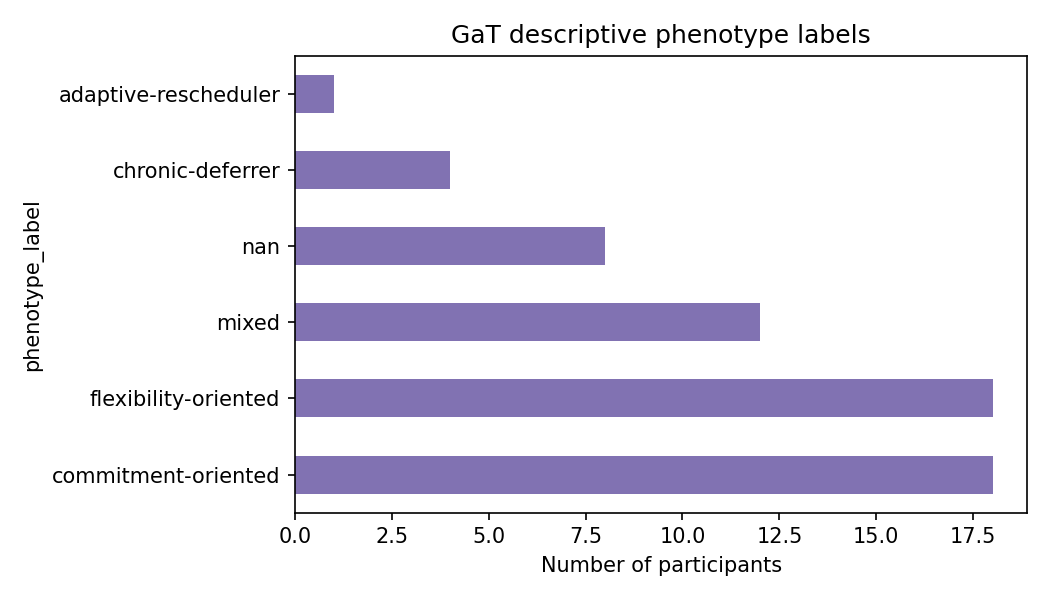 GaT descriptive phenotype labels
adaptive-rescheduler
chronic-deferrer
nan
mixed
flexibility-oriented
commitment-oriented
phenotype_label
0.0 2.5 5.0 7.5 10.0 12.5 15.0 17.5
Number of participants